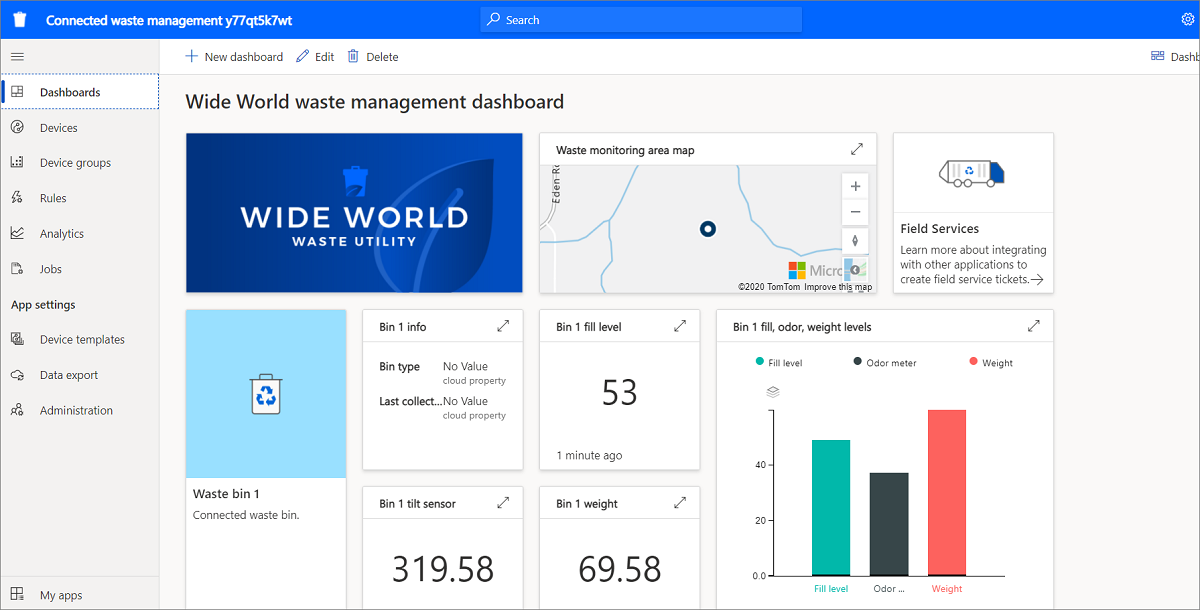 Connected waste management y77qt5k7wt
Search
New dashboard
Edit
Delete
Dashb
Dashboards
Devices
Device groups
Rules
Analytics
Jobs
App settings
Device templates
Data export
Administration
My apps
Wide World waste management dashboard
WIDE WORLD
WASTE UTILITY
Waste monitoring area map
Eden Ro
Micro
©2020 TomTom Improve this map
Field Services
Learn more about integrating
with other applications to
create field service tickets.
Waste bin 1
Connected waste bin.
Bin 1 info
Bin type No Value
cloud property
Last collect... No Value
cloud property
Bin 1 fill level
53
1 minute ago
Bin 1 fill, odor, weight levels
Fill level Odor meter Weight
40
20
0.0
Fill level Odor ... Weight
Bin 1 tilt sensor
319.58
Bin 1 weight
69.58